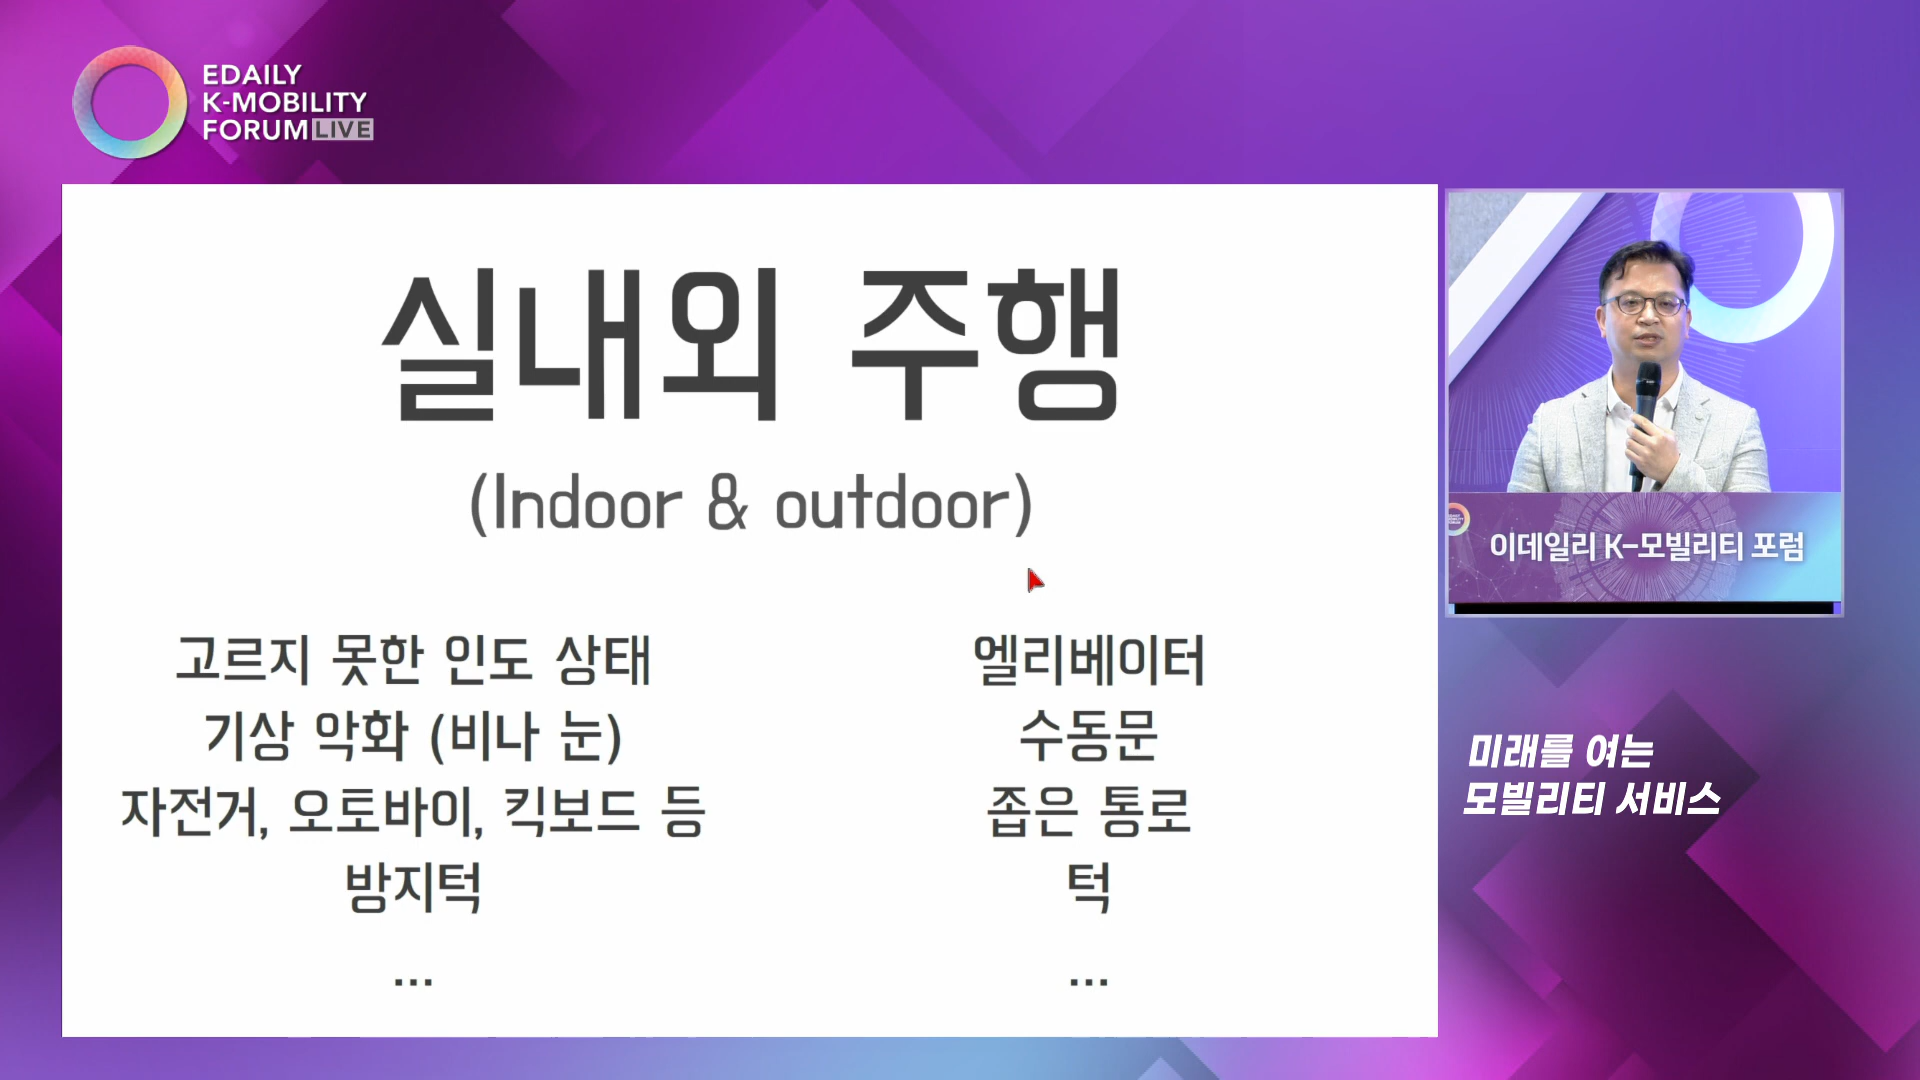 EDAILY
K-MOBILITY
FORUM LIVE
실내외 주행
(Indoor & outdoor)
고르지 못한 인도 상태
기상 악화 (비나 눈)
자전거, 오토바이, 킥보드 등
방지턱
...
엘리베이터
수동문
좁은 통로
턱
...
이데일리 K-모빌리티 포럼
미래를 여는
모빌리티 서비스